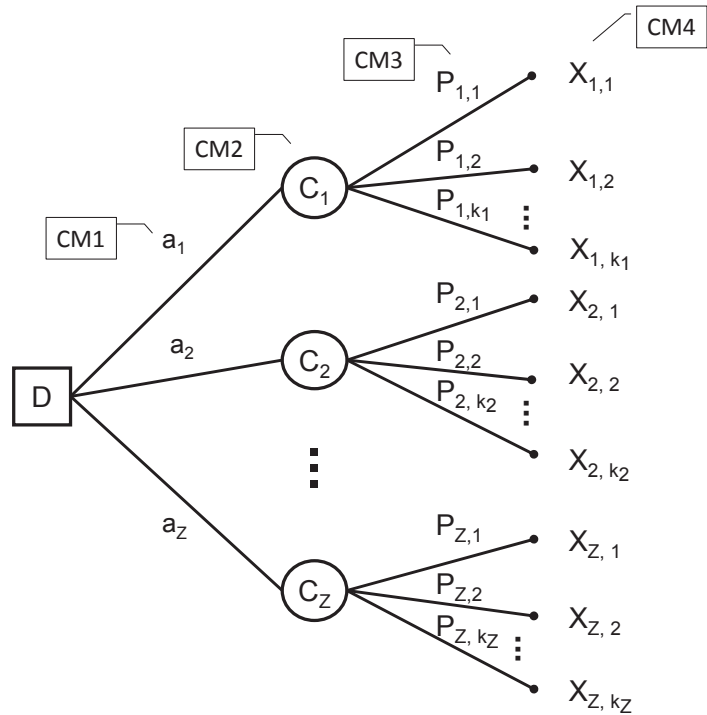 CM4
CM3
X1,1
P1,1
CM2
P1,2
X1,2
C1
P1,k1
CM1
a1
X1, k1
P2,1
X2, 1
a2
C2
P2,2
X2, 2
D
P2, k2
X2, k2
aZ
PZ,1
XZ, 1
CZ
PZ,2
XZ, 2
PZ, kZ
XZ, kZ